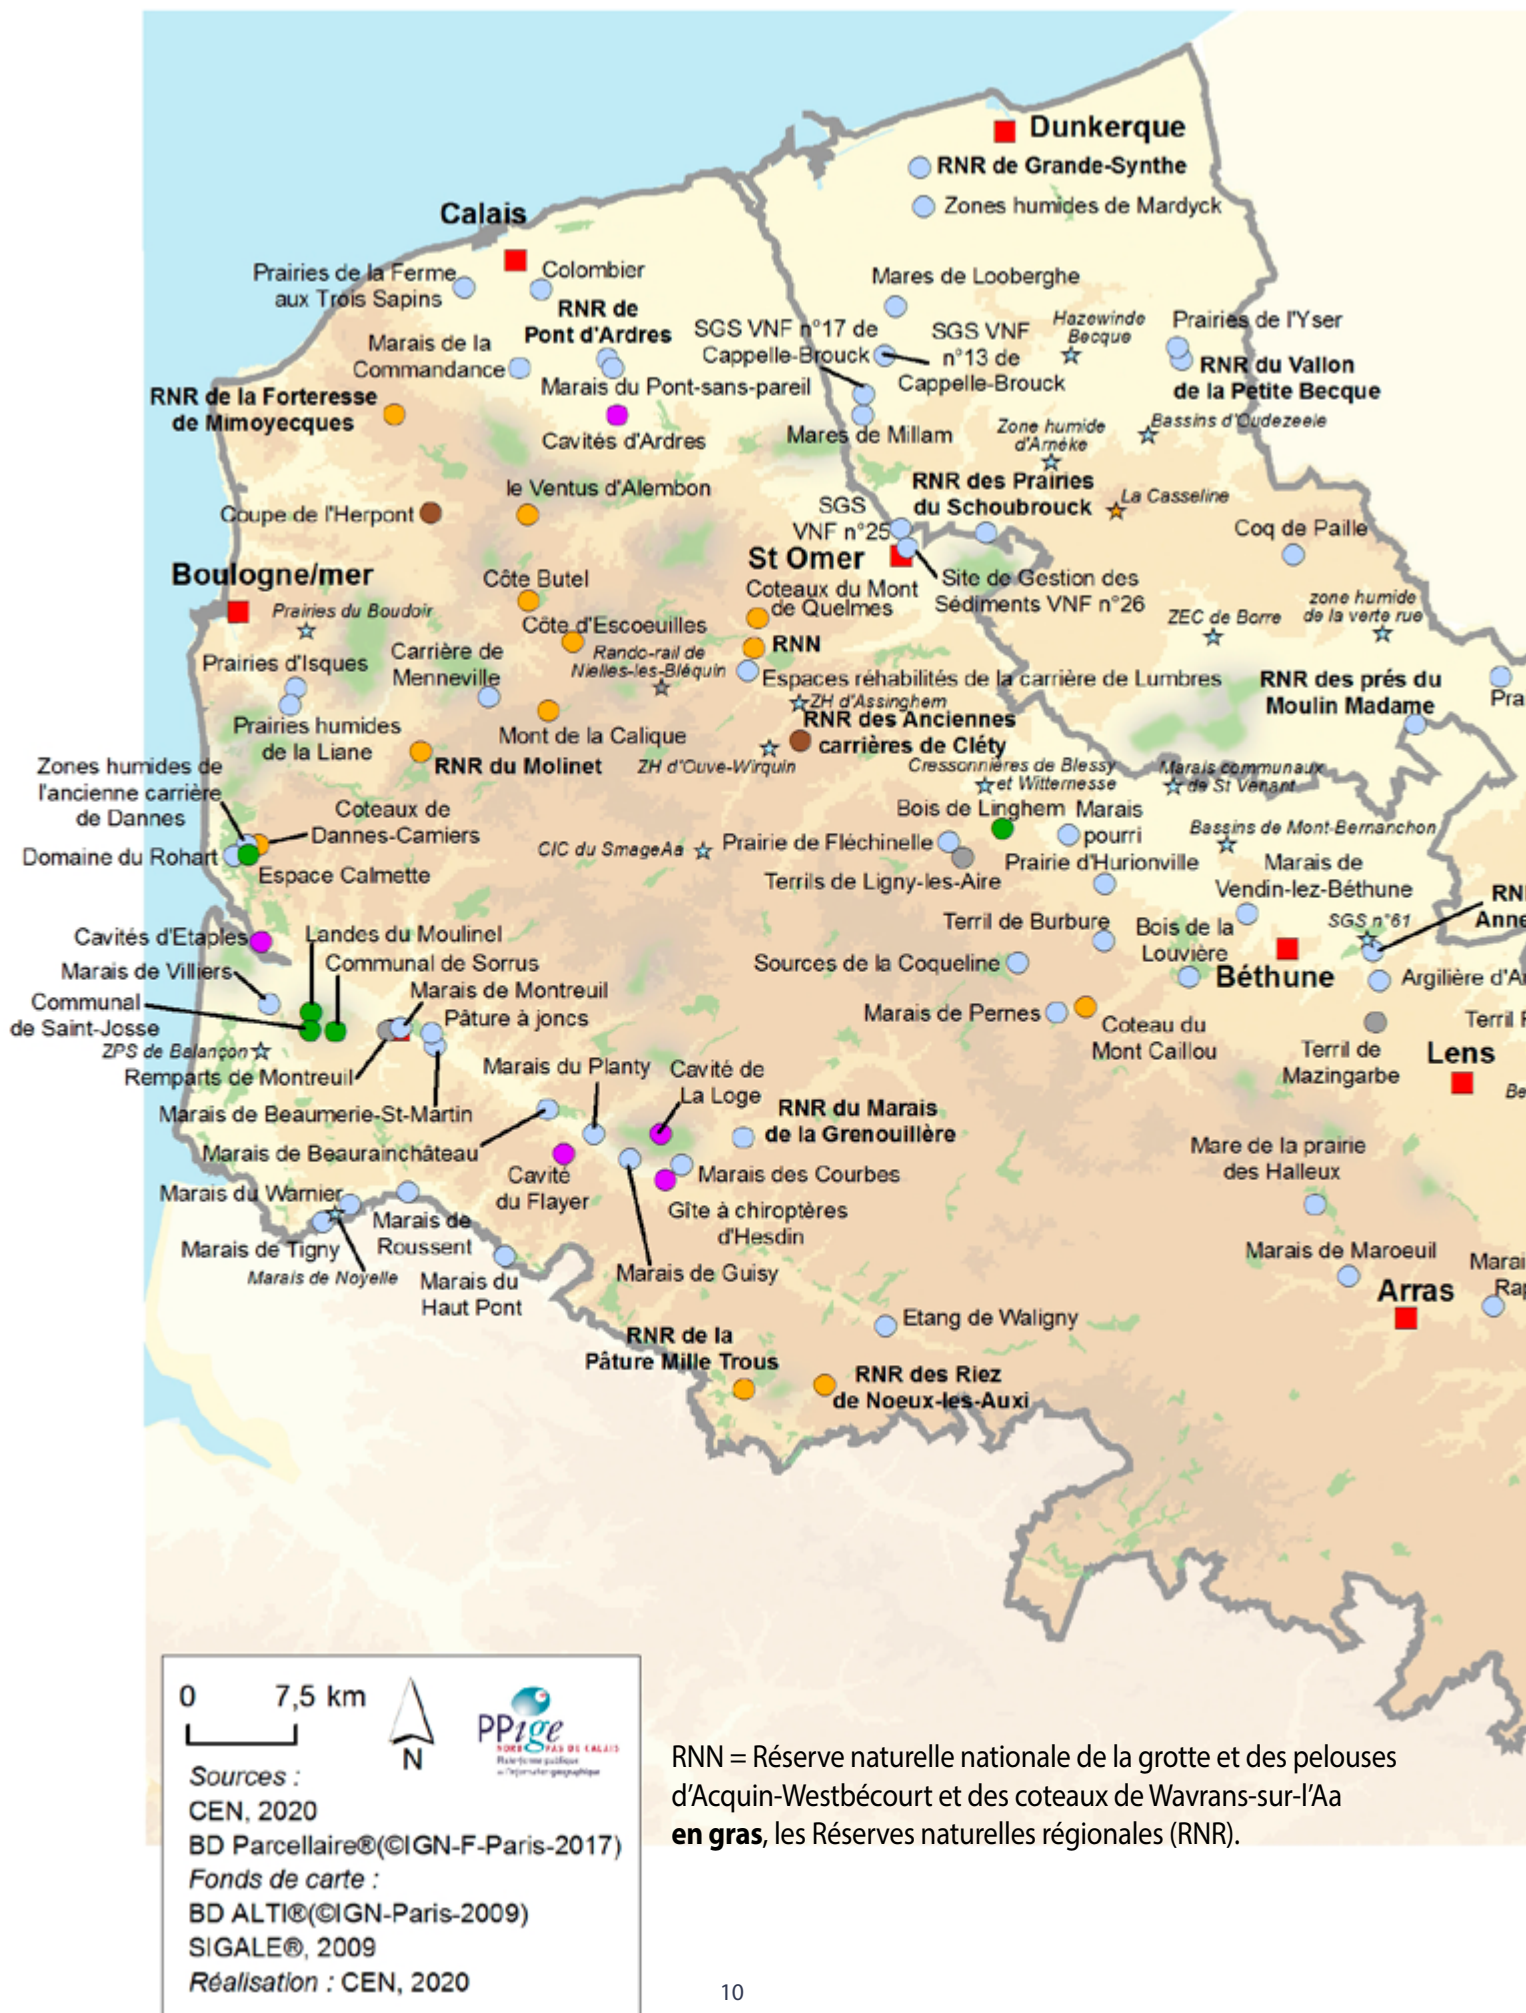 Dunkerque
RNR de Grande-Synthe
Zones humides de Mardyck
Calais
Prairies de la Ferme
aux Trois Sapins
Colombier
RNR de
Pont d'Ardres
Mares de Looberghe
SGS VNF n°17 de
Cappelle-Brouck
SGS VNF
n°13 de
Cappelle-Brouck
Hazewinde
Becque
Prairies de l'Yser
RNR du Vallon
de la Petite Becque
Marais de la
Commandance
Marais du Pont-sans-pareil
RNR de la Forteresse
de Mimoyecques
Cavités d'Ardres
Mares de Millam
Zone humide
d'Arnéke
Bassins d'Oudezeele
le Ventus d'Alembon
Coupe de l'Herpont
SGS
VNF n°25
RNR des Prairies
du Schoubrouck
La Casseline
Coq de Paille
St Omer
Boulogne/mer
Prairies du Boudoir
Côte Butel
Coteaux du Mont
de Quelmes
Site de Gestion des
Sédiments VNF n°26
ZEC de Borre
zone humide
de la verte rue
Côte d'Escoeuilles
Rando-rail de
Nielles-les-Bléquin
RNN
Prairies d'Isques
Carrière de
Menneville
Espaces réhabilités de la carrière de Lumbres
RNR des prés du
Moulin Madame
Pra
ZH d'Assinghem
RNR des Anciennes
carrières de Cléty
Prairies humides
de la Liane
Mont de la Calique
RNR du Molinet
ZH d'Ouve-Wirquin
Cressonnières de Blessy
et Witternesse
Marais communaux
de St Venant
Zones humides de
l'ancienne carrière
de Dannes
Coteaux de
Dannes-Camiers
Bois de Linghem
Marais
pourri
Domaine du Rohart
CIC du SmageAa
Prairie de Fléchinelle
Bassins de Mont-Bernanchon
Espace Calmette
Terrils de Ligny-les-Aire
Prairie d'Hurionville
Marais de
Vendin-lez-Béthune
RN
Anne
Cavités d'Etaples
Landes du Moulinel
Terril de Burbure
Bois de la
Louvière
SGS n°61
Marais de Villiers
Communal de Sorrus
Sources de la Coqueline
Béthune
Argilière d'A
Communal
de Saint-Josse
Marais de Montreuil
Pâture à joncs
Marais de Pernes
Coteau du
Mont Caillou
Terril
ZPS de Balançon
Remparts de Montreuil
Terril de
Mazingarbe
Lens
Be
Marais de Beaumerie-St-Martin
Marais du Planty
Cavité de
La Loge
RNR du Marais
de la Grenouillère
Marais de Beaurainchâteau
Mare de la prairie
des Halleux
Cavité
du Flayer
Marais des Courbes
Marais du Warnier
Marais de
Roussent
Gîte à chiroptères
d'Hesdin
Marais de Tigny
Marais de Noyelle
Marais du
Haut Pont
Marais de Guisy
Marais de Maroeuil
Marai
Rap
Arras
Etang de Waligny
RNR de la
Pâture Mille Trous
RNR des Riez
de Noeux-les-Auxi
0 7,5 km
N
PPige
NORD PAS DE CALAIS
Plate-forme publique
de l'information géographique
Sources :
CEN, 2020
BD Parcellaire®(©IGN-F-Paris-2017)
Fonds de carte :
BD ALTI®(©IGN-Paris-2009)
SIGALE®, 2009
Réalisation : CEN, 2020
RNN = Réserve naturelle nationale de la grotte et des pelouses
d'Acquin-Westbécourt et des coteaux de Wavrans-sur-l'Aa
en gras, les Réserves naturelles régionales (RNR).
10